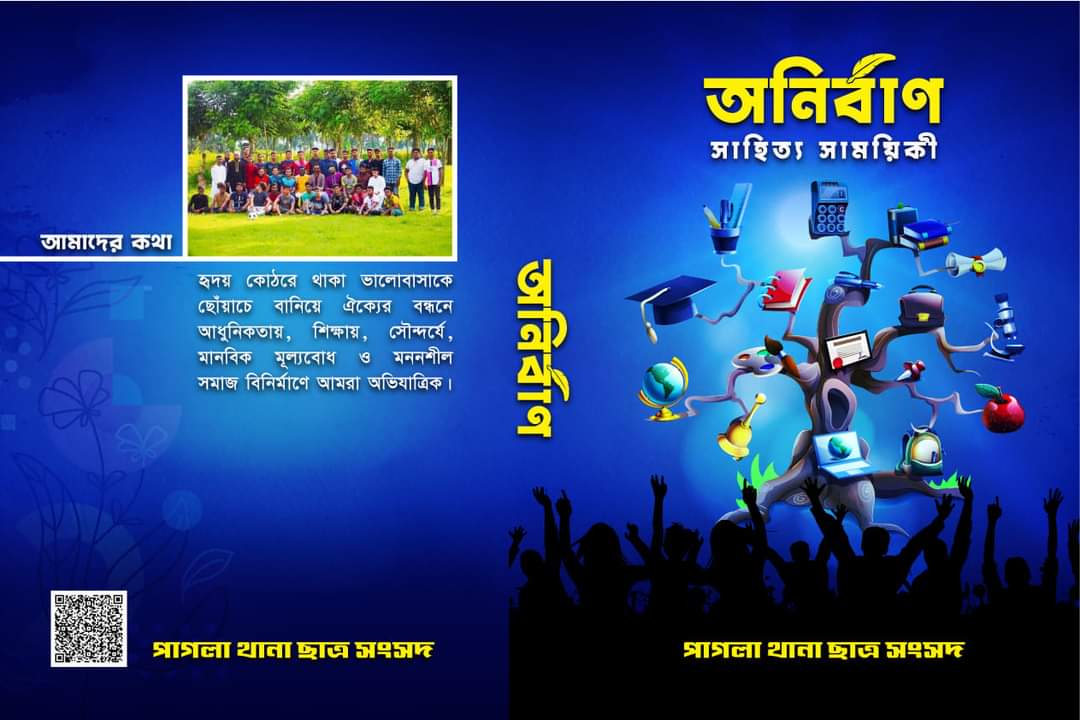 আমাদের কথা
হৃদয় কোঠরে থাকা ভালোবাসাকে
ছোঁয়াচে বানিয়ে ঐক্যের বন্ধনে
আধুনিকতায়, শিক্ষায়, সৌন্দর্যে,
মানবিক মূল্যবোধ ও মননশীল
সমাজ বিনির্মাণে আমরা অভিযাত্রিক।
পাগলা থানা ছাত্র সংসদ
অনির্বাণ
অনির্বাণ
সাহিত্য সাময়িকী
পাগলা থানা ছাত্র সংসদ